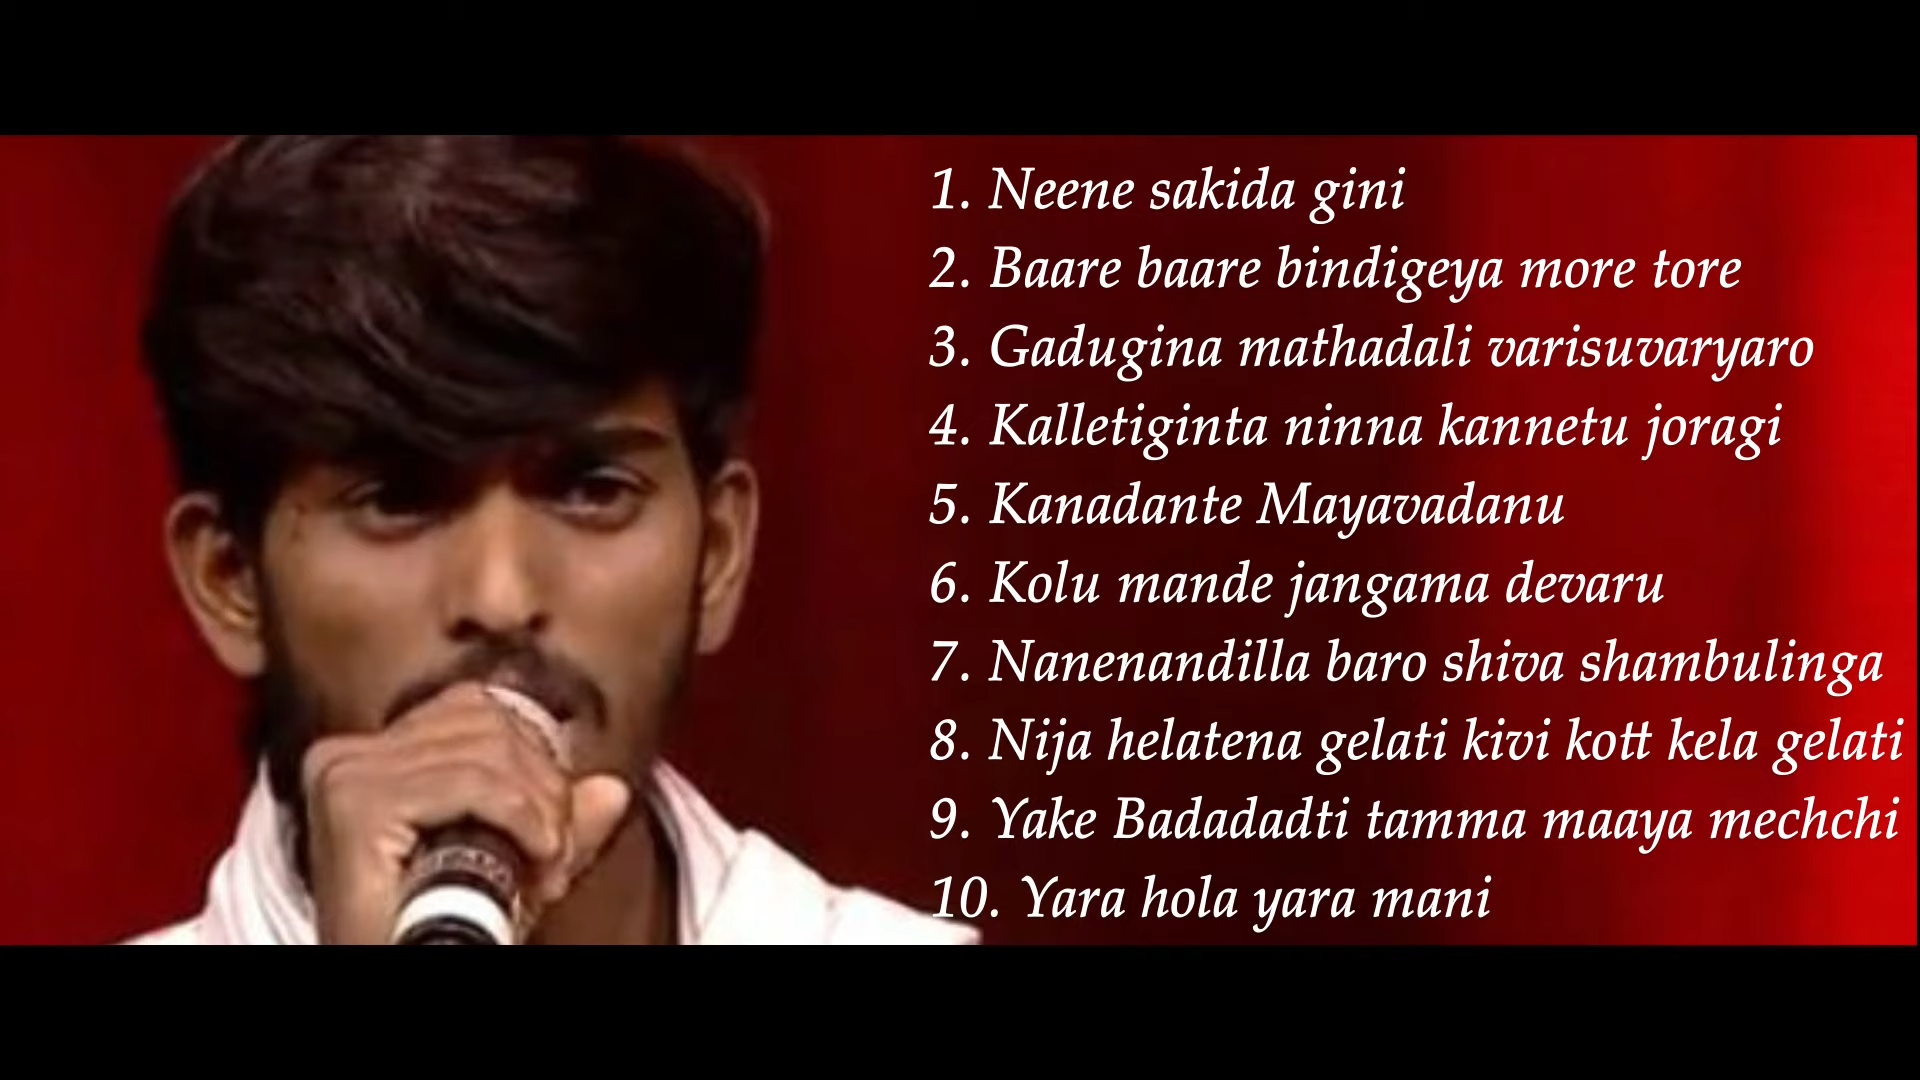 1. Neene sakida gini
2. Baare baare bindigeya more tore
3. Gadugina mathadali varisuvaryaro
4. Kalletiginta ninna kannetu joragi
5. Kanadante Mayavadanu
6. Kolu mande jangama devaru
7. Nanenandilla baro shiva shambulinga
8. Nija helatena gelati kivi kott kela gelati
9. Yake Badadadti tamma maaya mechchi
10. Yara hola yara mani